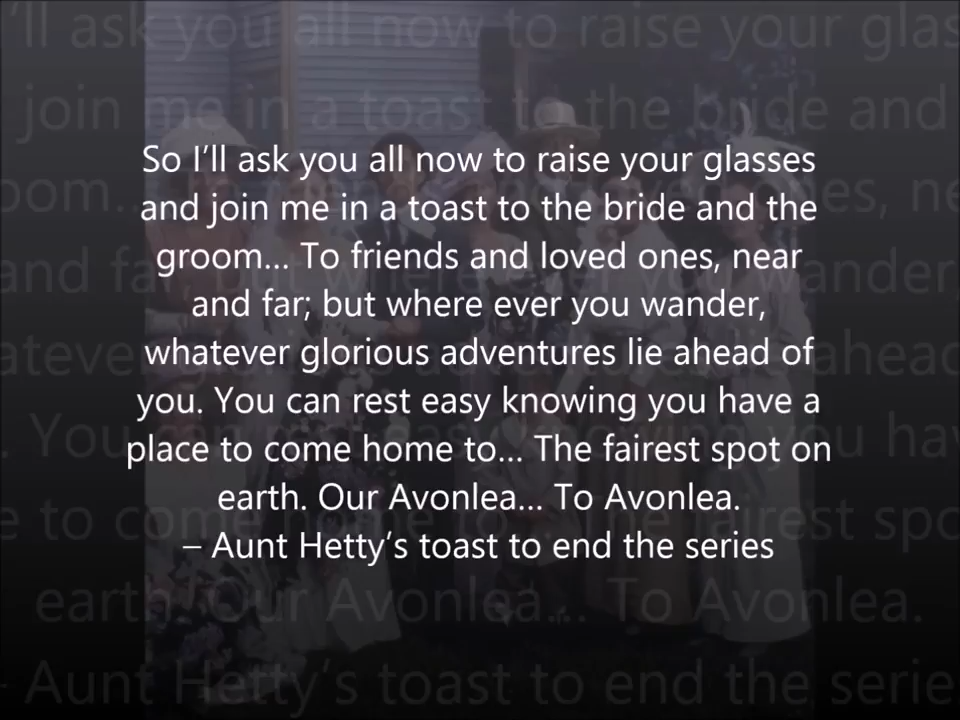 So I’ll ask you all now to raise your glasses
and join me in a toast to the bride and the
groom... To friends and loved ones, near
and far; but where ever you wander,
whatever glorious adventures lie ahead of
you. You can rest easy knowing you have a
place to come home to... The fairest spot on
earth. Our Avonlea... To Avonlea.
– Aunt Hetty’s toast to end the series